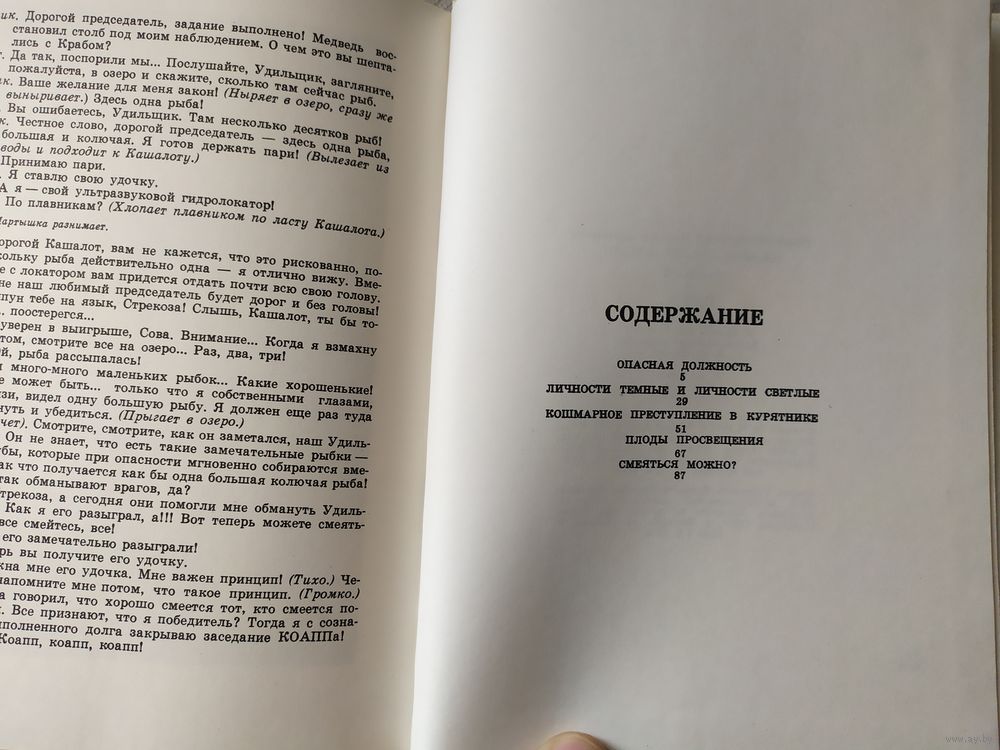 ик. Дорогой председатель, задание выполнено! Медведь вос-
становил столб под моим наблюдением. О чем это вы шепта-
лись с Крабом?
т. Да так, поспорили мы... Послушайте, Удильщик, загляните,
пожалуйста, в озеро и скажите, сколько там сейчас рыб.
ик. Ваше желание для меня закон! (Ныряет в озеро, сразу же
выныривает.) Здесь одна рыба!
Вы ошибаетесь, Удильщик. Там несколько десятков рыб!
к. Честное слово, дорогой председатель — здесь одна рыба,
большая и колючая. Я готов держать пари! (Вылезает из
воды и подходит к Кашалоту.)
Принимаю пари.
. Я ставлю свою удочку.
А я — свой ультразвуковой гидролокатор!
По плавникам? (Хлопает плавником по ласту Кашалота.)
Мартышка разнимает.
орогой Кашалот, вам не кажется, что это рискованно, по-
кольку рыба действительно одна — я отлично вижу. Вме-
е с локатором вам придется отдать почти всю свою голову.
не наш любимый председатель будет дорог и без головы!
пун тебе на язык, Стрекоза! Слышь, Кашалот, ты бы то-
.. поостерегся...
уверен в выигрыше, Сова. Внимание... Когда я взмахну
том, смотрите все на озеро... Раз, два, три!
й, рыба рассыпалась!
и много-много маленьких рыбок... Какие хорошенькие!
е может быть... только что я собственными глазами,
зи, видел одну большую рыбу. Я должен еще раз туда
нуть и убедиться. (Прыгает в озеро.)
чет). Смотрите, смотрите, как он заметался, наш Удиль-
Он не знает, что есть такие замечательные рыбки —
бы, которые при опасности мгновенно собираются вме-
ак что получается как бы одна большая колючая рыба!
так обманывают врагов, да?
трекоза, а сегодня они помогли мне обмануть Удиль-
Как я его разыграл, а!!! Вот теперь можете смеять-
все смейтесь, все!
его замечательно разыграли!
рь вы получите его удочку.
жна мне его удочка. Мне важен принцип! (Тихо.) Че-
напомните мне потом, что такое принцип. (Громко.)
а говорил, что хорошо смеется тот, кто смеется по-
. Все признают, что я победитель? Тогда я с созна-
полненного долга закрываю заседание КОАППа!
Коапп, коапп, коапп!
СОДЕРЖАНИЕ
ОПАСНАЯ ДОЛЖНОСТЬ
5
ЛИЧНОСТИ ТЕМНЫЕ И ЛИЧНОСТИ СВЕТЛЫЕ
29
КОШМАРНОЕ ПРЕСТУПЛЕНИЕ В КУРЯТНИКЕ
51
ПЛОДЫ ПРОСВЕЩЕНИЯ
67
СМЕЯТЬСЯ МОЖНО?
87
www.ay.by